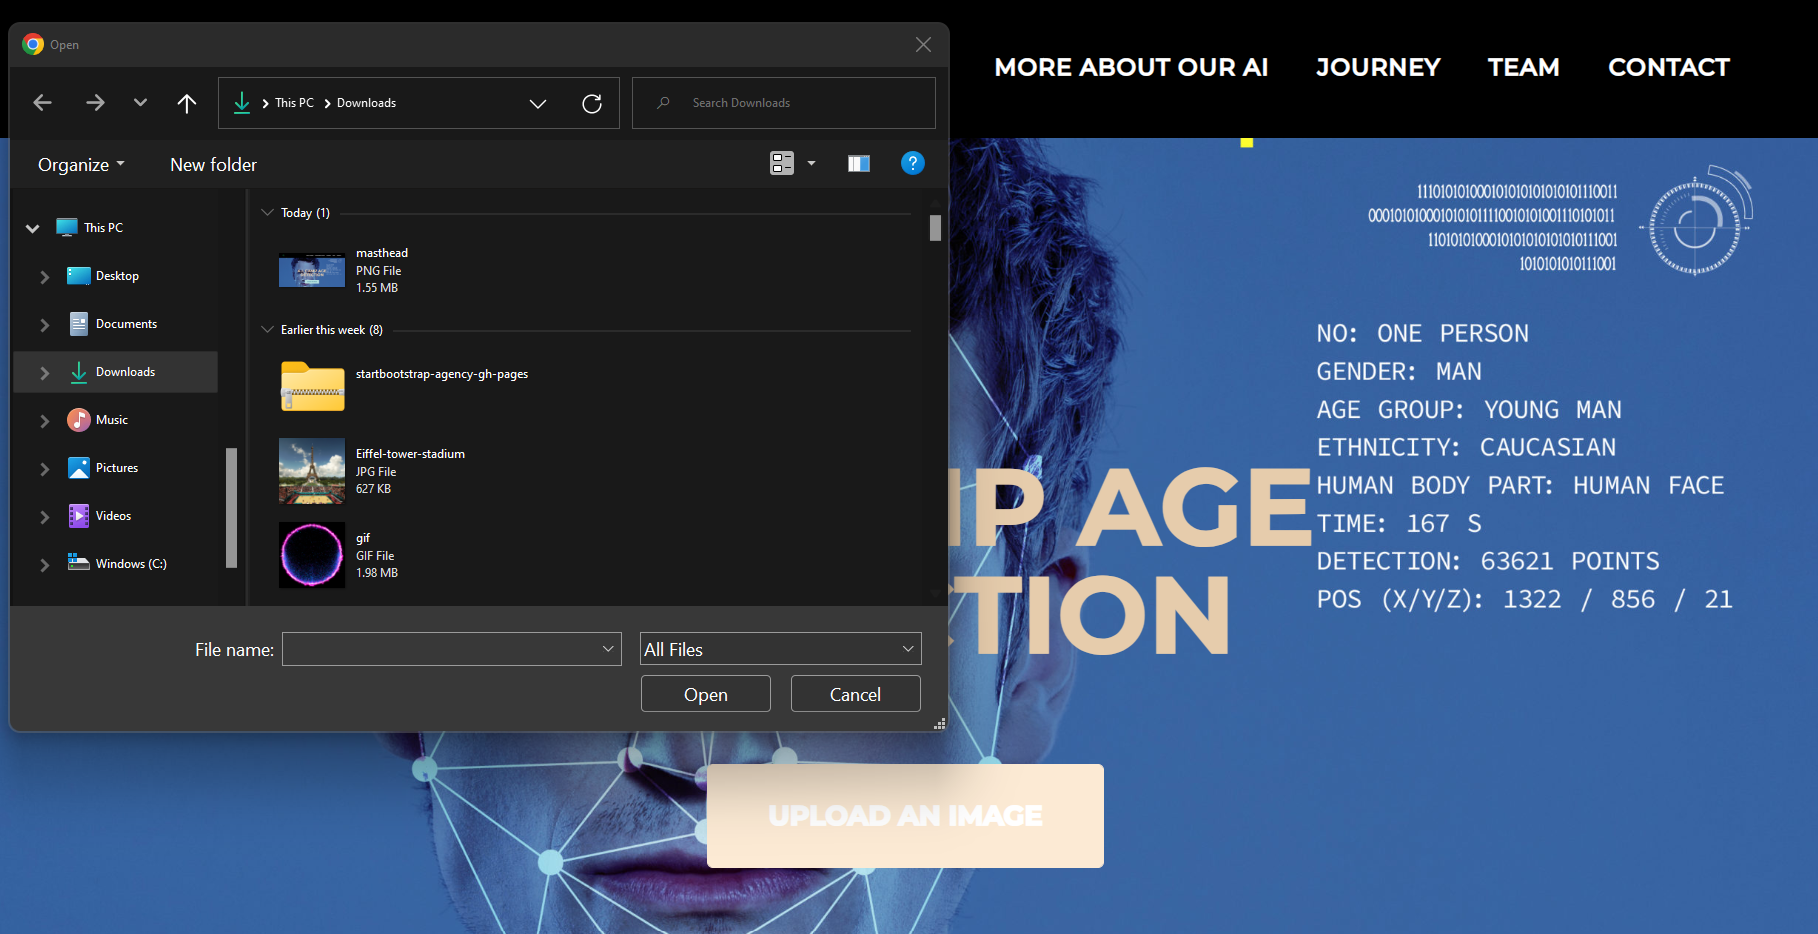 Open
This PC
Downloads
Search Downloads
Organize
New folder
?
This PC
Desktop
Documents
Downloads
Music
Pictures
Videos
Windows (C:)
Today (1)
masthead
PNG File
1.55 MB
Earlier this week (8)
startbootstrap-agency-gh-pages
Eiffel-tower-stadium
JPG File
627 KB
gif
GIF File
1.98 MB
File name:
All Files
Open
Cancel
MORE ABOUT OUR AI
JOURNEY
TEAM
CONTACT
NO: ONE PERSON
GENDER: MAN
AGE GROUP: YOUNG MAN
ETHNICITY: CAUCASIAN
HUMAN BODY PART: HUMAN FACE
TIME: 167 S
DETECTION: 63621 POINTS
POS (X/Y/Z): 1322 / 856 / 21
P AGE
TION
UPLOAD AN IMAGE